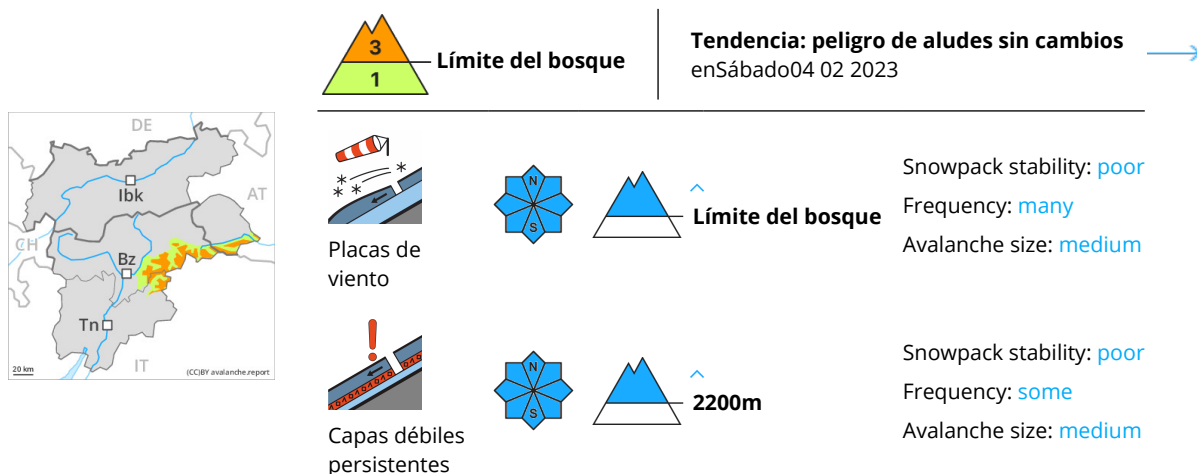 3
1
Límite del bosque
Tendencia: peligro de aludes sin cambios
enSábado04 02 2023
DE
Ibk
AT
CH
Bz
Tn
IT
20 km
(CC)BY avalanche.report
Placas de
viento
N
S
Límite del bosque
Snowpack stability: poor
Frequency: many
Avalanche size: medium
Capas débiles
persistentes
N
S
2200m
Snowpack stability: poor
Frequency: some
Avalanche size: medium